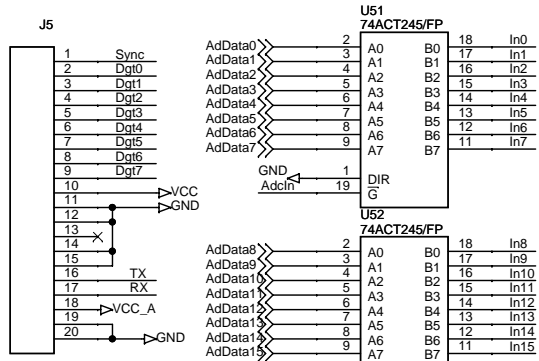 J5
1 Sync
2 Dgt0
3 Dgt1
4 Dgt2
5 Dgt3
6 Dgt4
7 Dgt5
8 Dgt6
9 Dgt7
10 VCC
11 GND
12
13
14
15
16 TX
17 RX
18 VCC_A
19
20 GND
U51
74ACT245/FP
AdData0 2 A0 B0 18 In0
AdData1 3 A1 B1 17 In1
AdData2 4 A2 B2 16 In2
AdData3 5 A3 B3 15 In3
AdData4 6 A4 B4 14 In4
AdData5 7 A5 B5 13 In5
AdData6 8 A6 B6 12 In6
AdData7 9 A7 B7 11 In7
GND 1 DIR
AdcIn 19 G
U52
74ACT245/FP
AdData8 2 A0 B0 18 In8
AdData9 3 A1 B1 17 In9
AdData10 4 A2 B2 16 In10
AdData11 5 A3 B3 15 In11
AdData12 6 A4 B4 14 In12
AdData13 7 A5 B5 13 In13
AdData14 8 A6 B6 12 In14
AdData15 9 A7 B7 11 In15